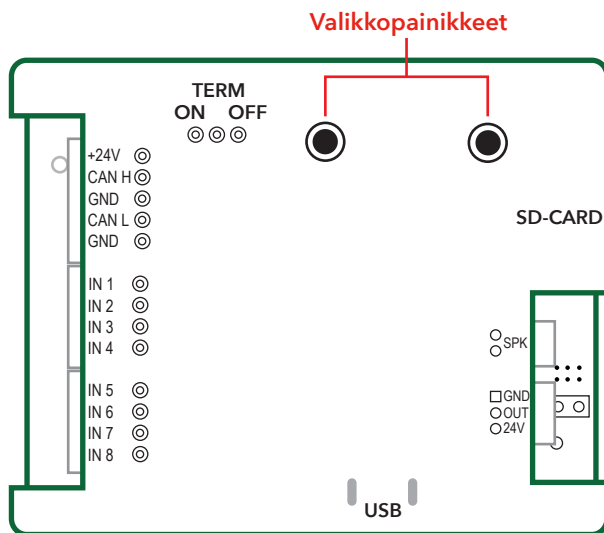 Valikkopainikkeet
TERM
ON OFF
+24V
CAN H
GND
CAN L
GND
SD-CARD
IN 1
IN 2
IN 3
IN 4
SPK
IN 5
IN 6
IN 7
IN 8
GND
OUT
24V
USB